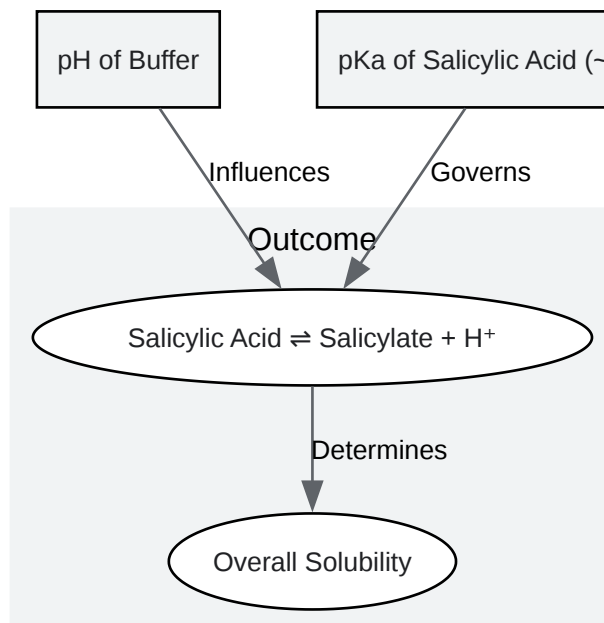 pH of Buffer
pKa of Salicylic Acid (~
Influences
Governs
Outcome
Salicylic Acid ⇌ Salicylate + H⁺
Determines
Overall Solubility